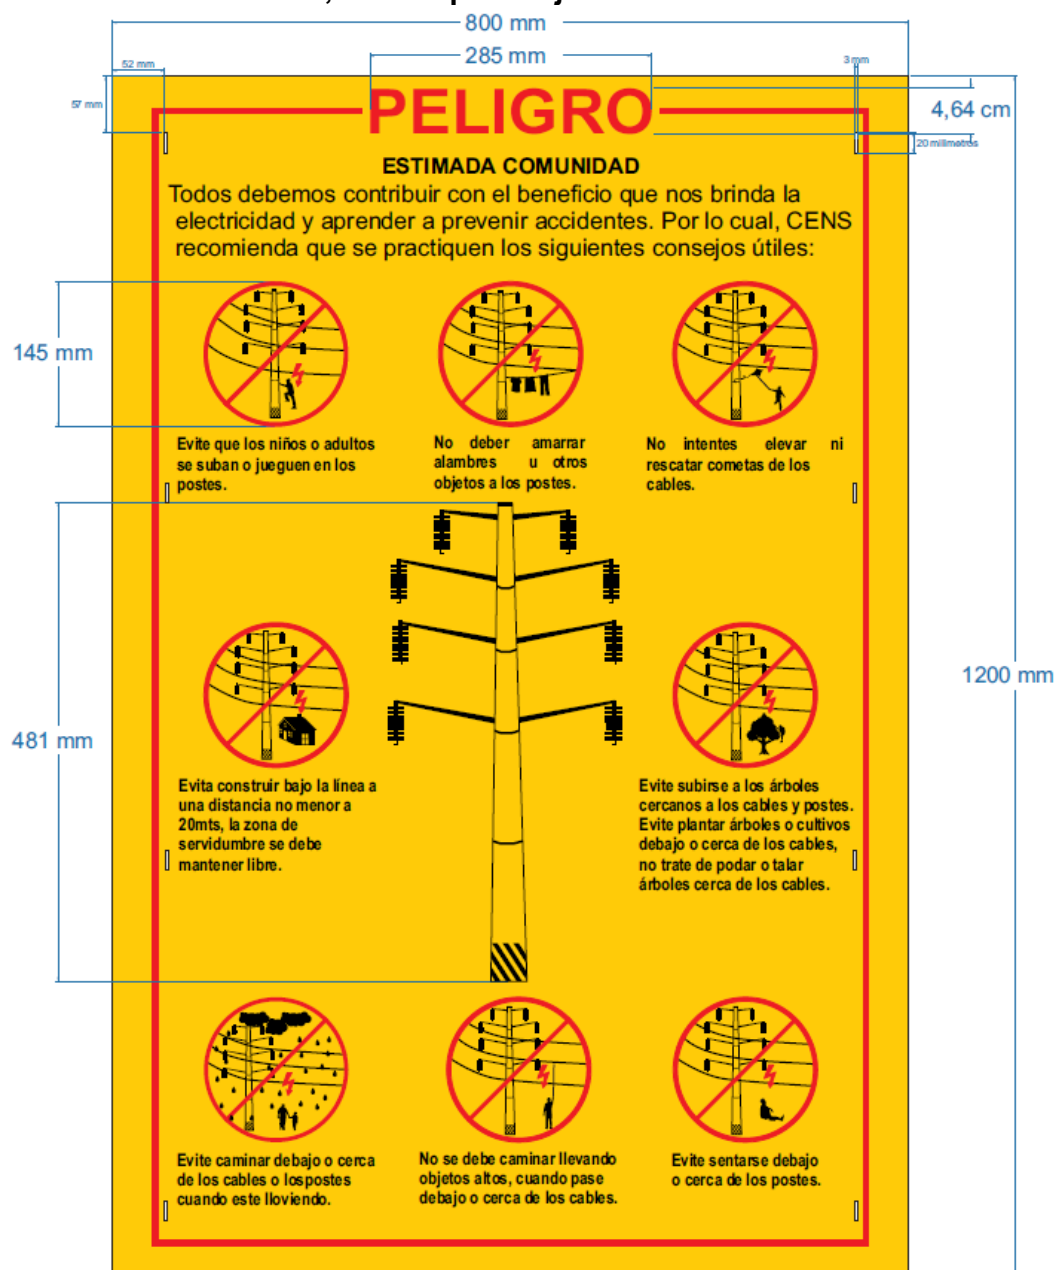 800 mm
285 mm
52 mm
3 mm
57 mm
4,64 cm
20 milimetros
PELIGRO
ESTIMADA COMUNIDAD
Todos debemos contribuir con el beneficio que nos brinda la
electricidad y aprender a prevenir accidentes. Por lo cual, CENS
recomienda que se practiquen los siguientes consejos útiles:
145 mm
Evite que los niños o adultos
se suban o jueguen en los
postes.
No deber amarrar
alambres u otros
objetos a los postes.
No intentes elevar ni
rescatar cometas de los
cables.
481 mm
1200 mm
Evita construir bajo la línea a
una distancia no menor a
20mts, la zona de
servidumbre se debe
mantener libre.
Evite subirse a los árboles
cercanos a los cables y postes.
Evite plantar árboles o cultivos
debajo o cerca de los cables,
no trate de podar o talar
árboles cerca de los cables.
Evite caminar debajo o cerca
de los cables o lospostes
cuando este lloviendo.
No se debe caminar llevando
objetos altos, cuando pase
debajo o cerca de los cables.
Evite sentarse debajo
o cerca de los postes.